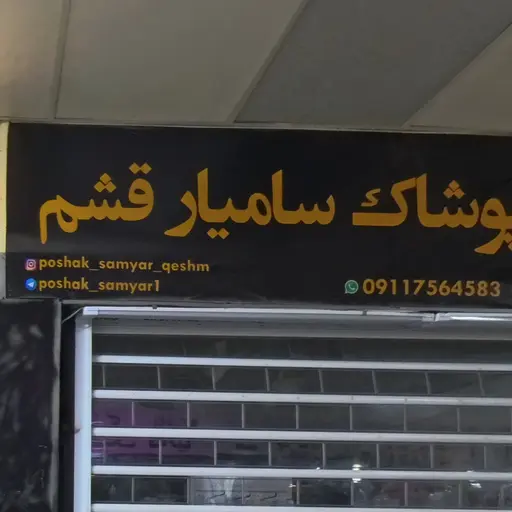 پوشاک سامیار قشم
poshak_samyar_qeshm
poshak_samyar1
09117564583